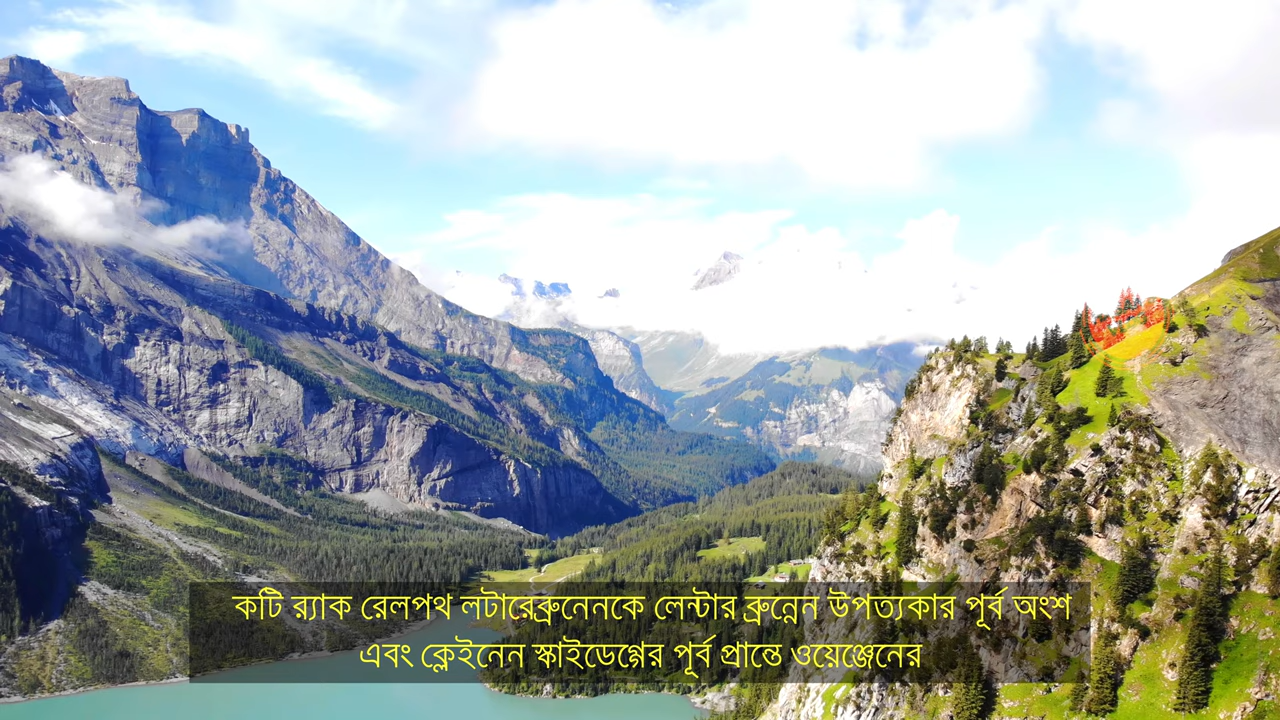 কটি র‍্যাক রেলপথ লটারেব্রুনেনকে লেন্টার ব্রুন্নেন উপত্যকার পূর্ব অংশ
এবং ক্লেইনেন স্কাইডেগ্গের পূর্ব প্রান্তে ওয়েঞ্জেনের